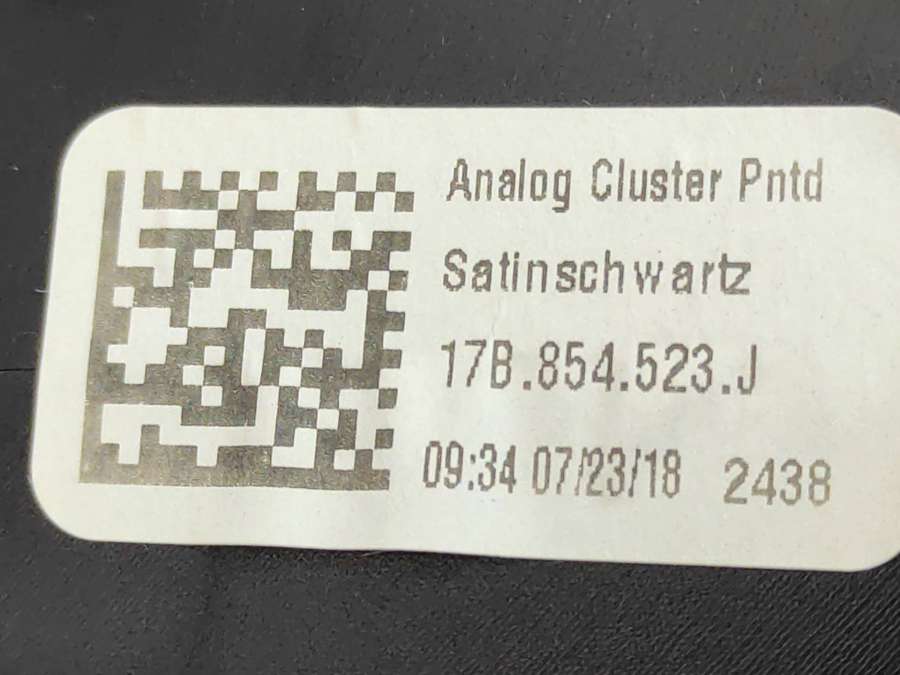 Analog Cluster Pntd
Satinschwartz
17B.854.523.J
09:34 07/23/18 2438